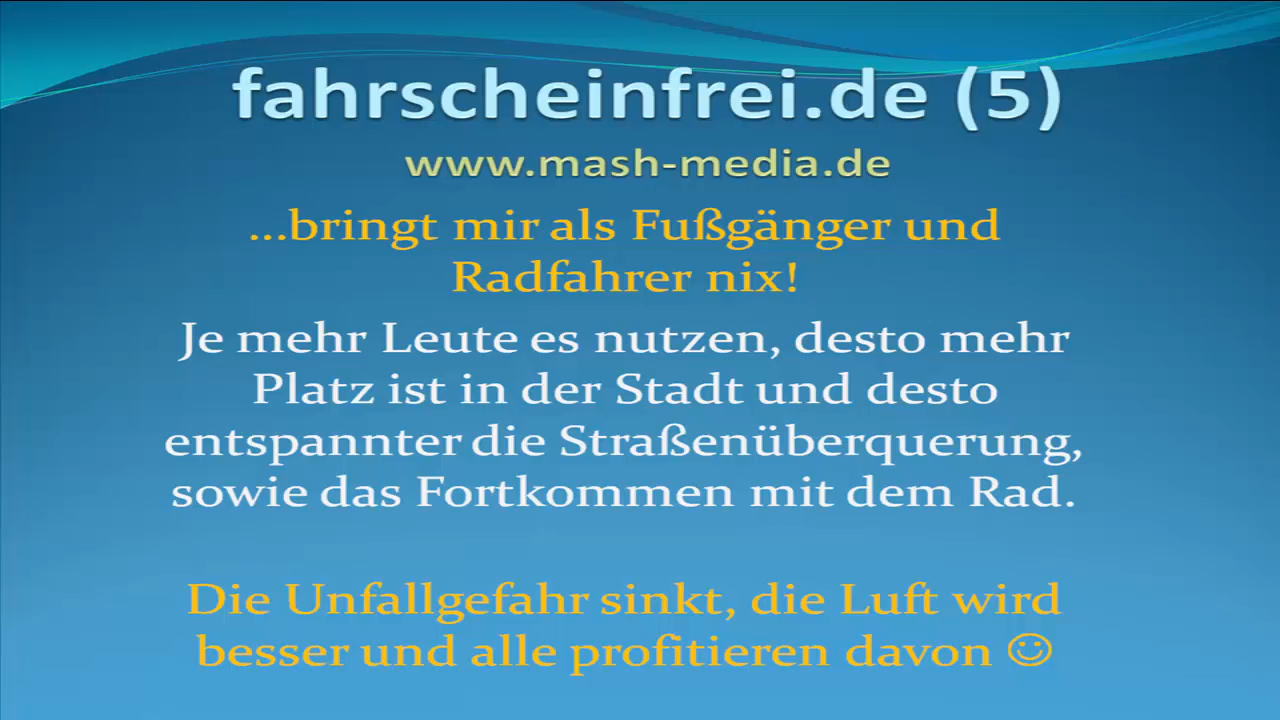 fahrscheinfrei.de (5)
www.mash-media.de
...bringt mir als Fußgänger und
Radfahrer nix!
Je mehr Leute es nutzen, desto mehr
Platz ist in der Stadt und desto
entspannter die Straßenüberquerung,
sowie das Fortkommen mit dem Rad.
Die Unfallgefahr sinkt, die Luft wird
besser und alle profitieren davon ☺